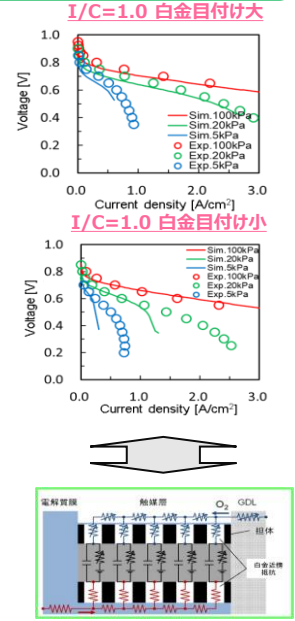 I/C=1.0 白金目付け大
1.0
0.8
0.6
0.4
0.2
0.0
Voltage [V]
Sim.100kPa
Sim.20kPa
Sim.5kPa
Exp.100kPa
Exp.20kPa
Exp.5kPa
0.0 1.0 2.0 3.0
Current density [A/cm²]
I/C=1.0 白金目付け小
1.0
0.8
0.6
0.4
0.2
0.0
Voltage [V]
Sim.100kPa
Sim.20kPa
Sim.5kPa
Exp.100kPa
Exp.20kPa
Exp.5kPa
0.0 1.0 2.0 3.0
Current density [A/cm²]
電解質膜 触媒層 O₂ GDL
担体
白金近傍
抵抗